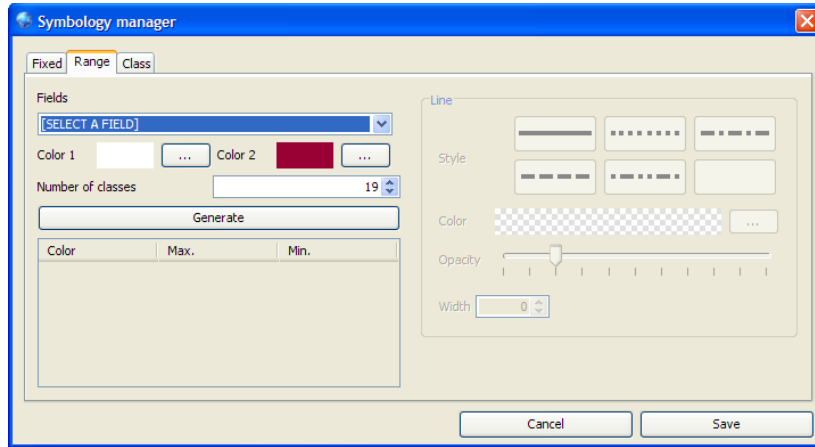 Symbology manager
Fixed Range Class
Fields
[SELECT A FIELD]
Color 1 ... Color 2 ...
Number of classes 19
Generate
Color Max. Min.
Line
Style
Color ...
Opacity
Width 0
Cancel Save